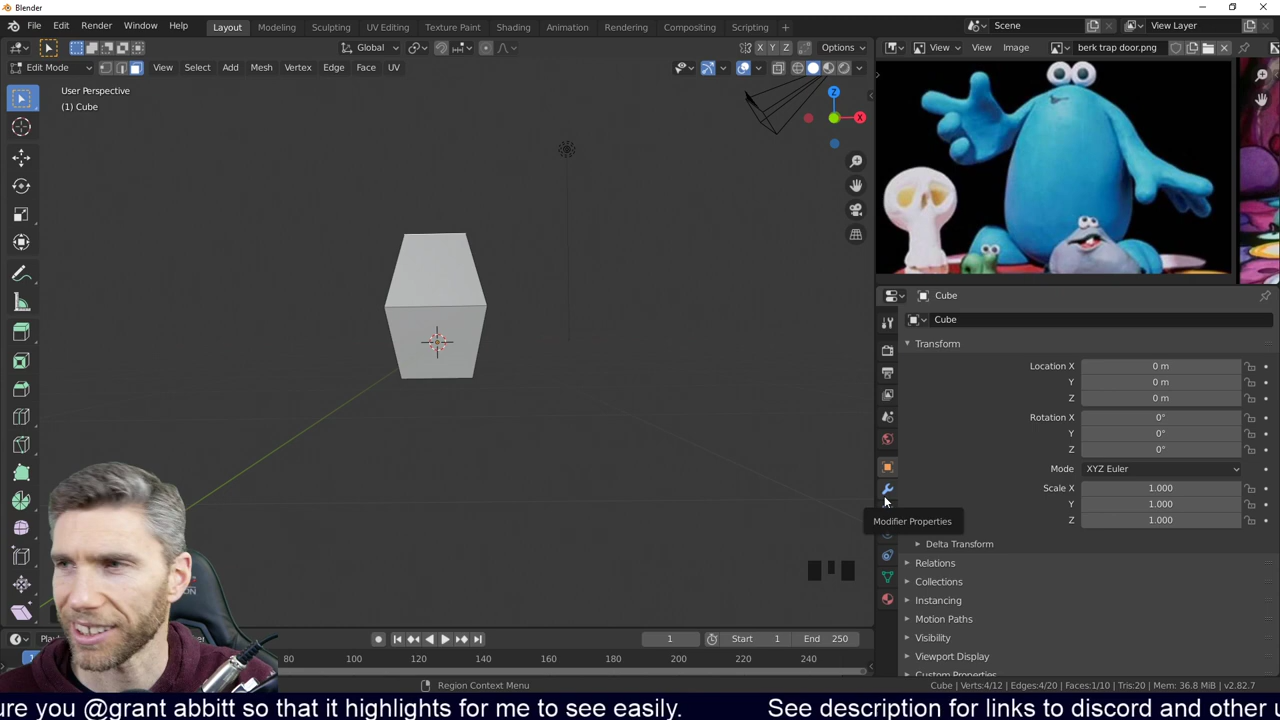 Blender
File Edit Render Window Help Layout Modeling Sculpting UV Editing Texture Paint Shading Animation Rendering Compositing Scripting + Scene View Layer
Global X Y Z Options View View Image berk trap door.png
Edit Mode View Select Add Mesh Vertex Edge Face UV
User Perspective
(1) Cube
Z
X
Cube
Cube
Transform
Location X 0 m
Y 0 m
Z 0 m
Rotation X 0°
Y 0°
Z 0°
Mode XYZ Euler
Scale X 1.000
Y 1.000
Z 1.000
Modifier Properties
Delta Transform
Relations
Collections
Instancing
Motion Paths
Visibility
Viewport Display
Custom Properties
1 Start 1 End 250
80 100 120 140 160 180 200 220 240
Region Context Menu Cube | Verts:4/12 | Edges:4/20 | Faces:1/10 | Tris:20 | Mem: 36.8 MiB | v2.82.7
ure you @grant abbitt so that it highlights for me to see easily. See description for links to discord and other u